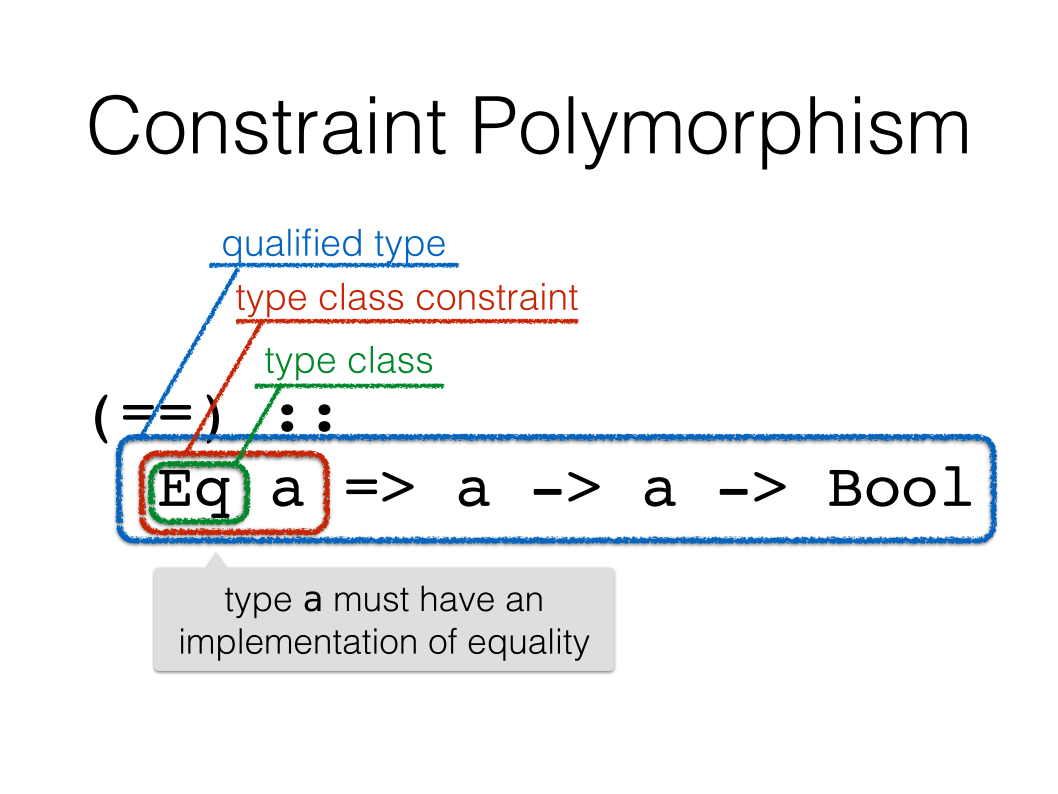 Constraint Polymorphism
qualified type
type class constraint
type class
(==) ::
Eq a => a -> a -> Bool
type a must have an
implementation of equality